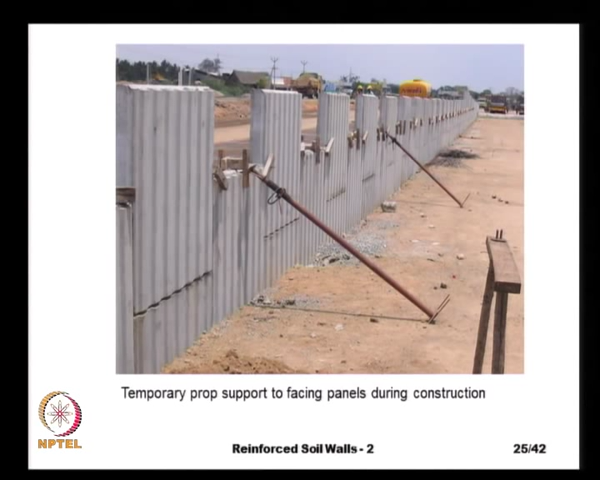 Temporary prop support to facing panels during construction
NPTEL
Reinforced Soil Walls - 2
25/42